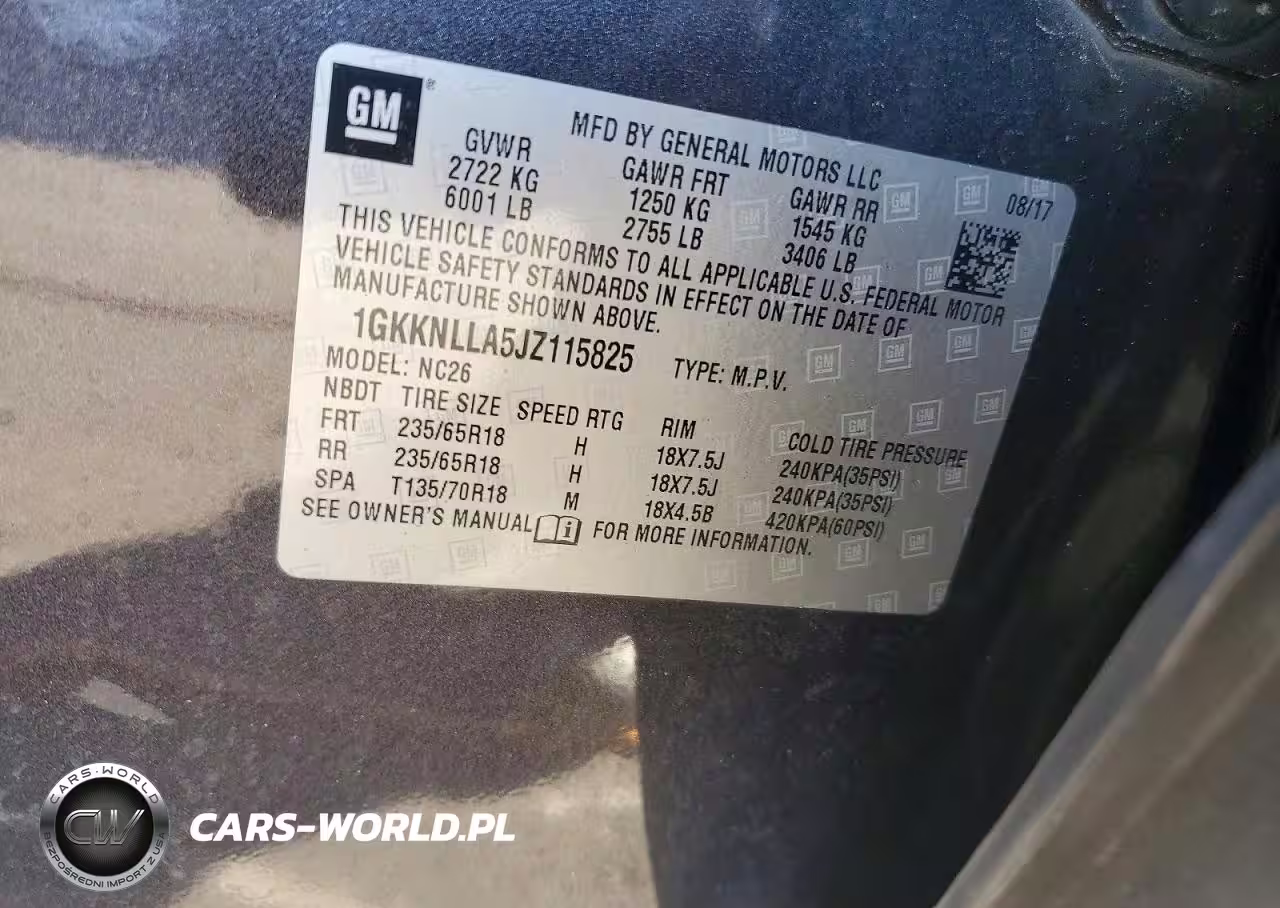 GM®
MFD BY GENERAL MOTORS LLC
08/17
GVWR GAWR FRT GAWR RR
2722 KG 1250 KG 1545 KG
6001 LB 2755 LB 3406 LB
THIS VEHICLE CONFORMS TO ALL APPLICABLE U.S. FEDERAL MOTOR
VEHICLE SAFETY STANDARDS IN EFFECT ON THE DATE OF
MANUFACTURE SHOWN ABOVE.
1GKKNLLA5JZ115825 TYPE: M.P.V.
MODEL: NC26
NBDT TIRE SIZE SPEED RTG RIM COLD TIRE PRESSURE
FRT 235/65R18 H 18X7.5J 240KPA(35PSI)
RR 235/65R18 H 18X7.5J 240KPA(35PSI)
SPA T135/70R18 M 18X4.5B 420KPA(60PSI)
SEE OWNER'S MANUAL i FOR MORE INFORMATION.
CARS-WORLD
CW
BEZPOŚREDNI IMPORT Z USA
CARS-WORLD.PL